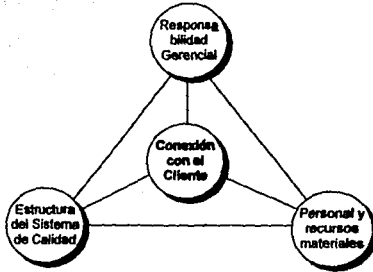 Responsa
bilidad
Gerencial
Conexión
con el
Cliente
Estructura
del Sistema
de Calidad
Personal y
recursos
materiales